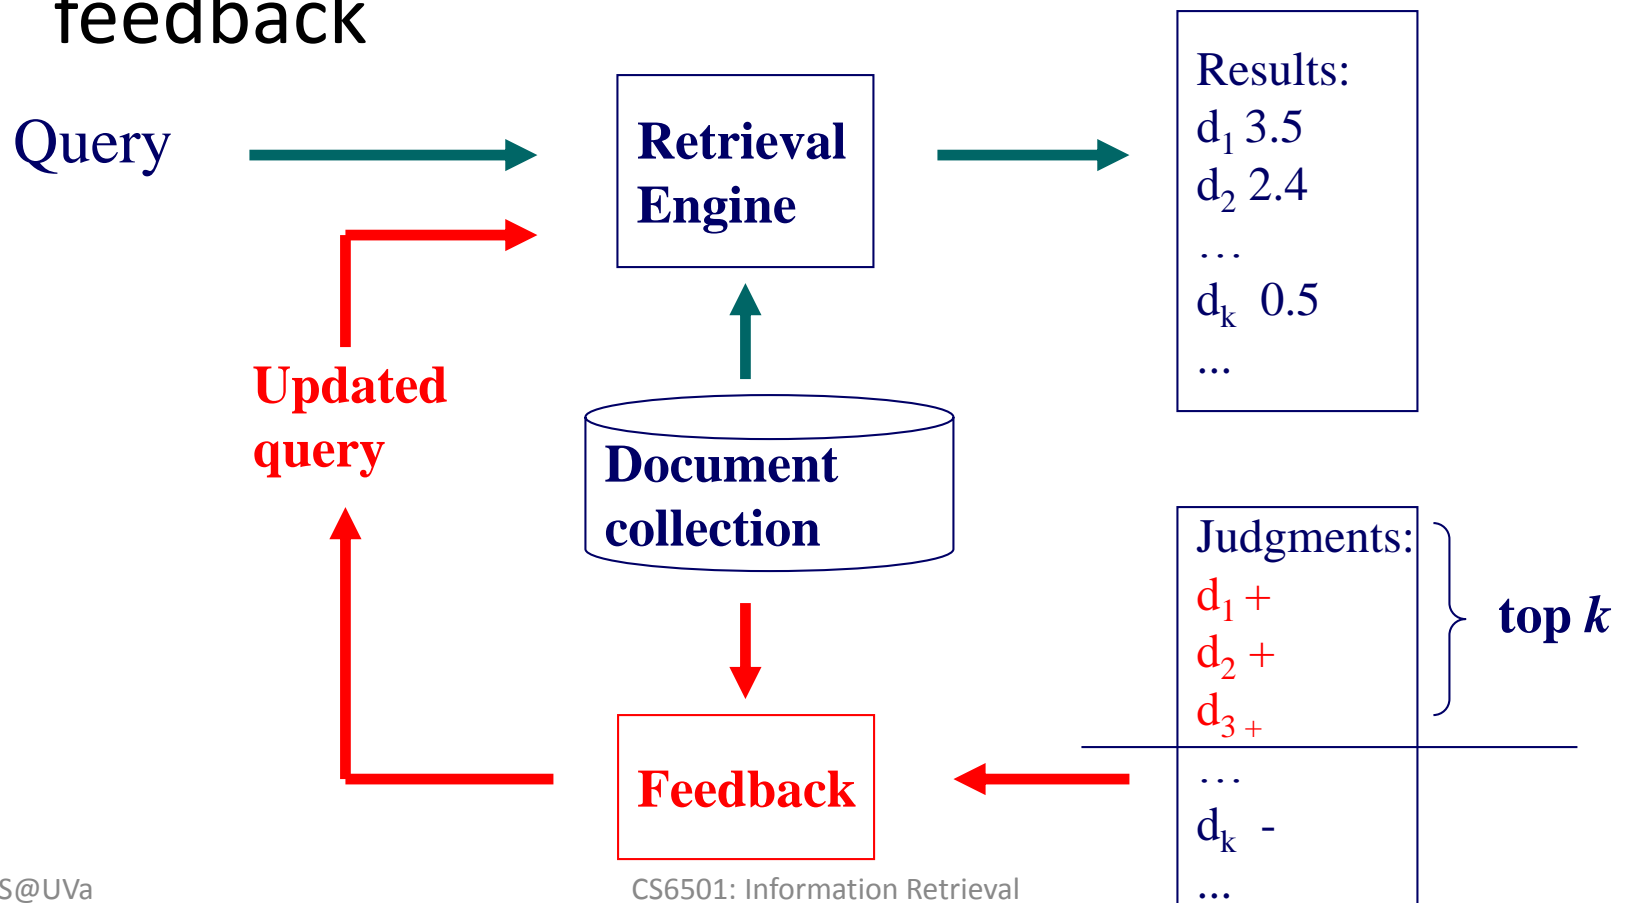 feedback
Query
Retrieval
Engine
Results:
d1 3.5
d2 2.4
…
dk 0.5
...
Updated
query
Document
collection
Judgments:
d1 +
d2 +
d3 +
top k
…
dk -
...
Feedback
S@UVa
CS6501: Information Retrieval